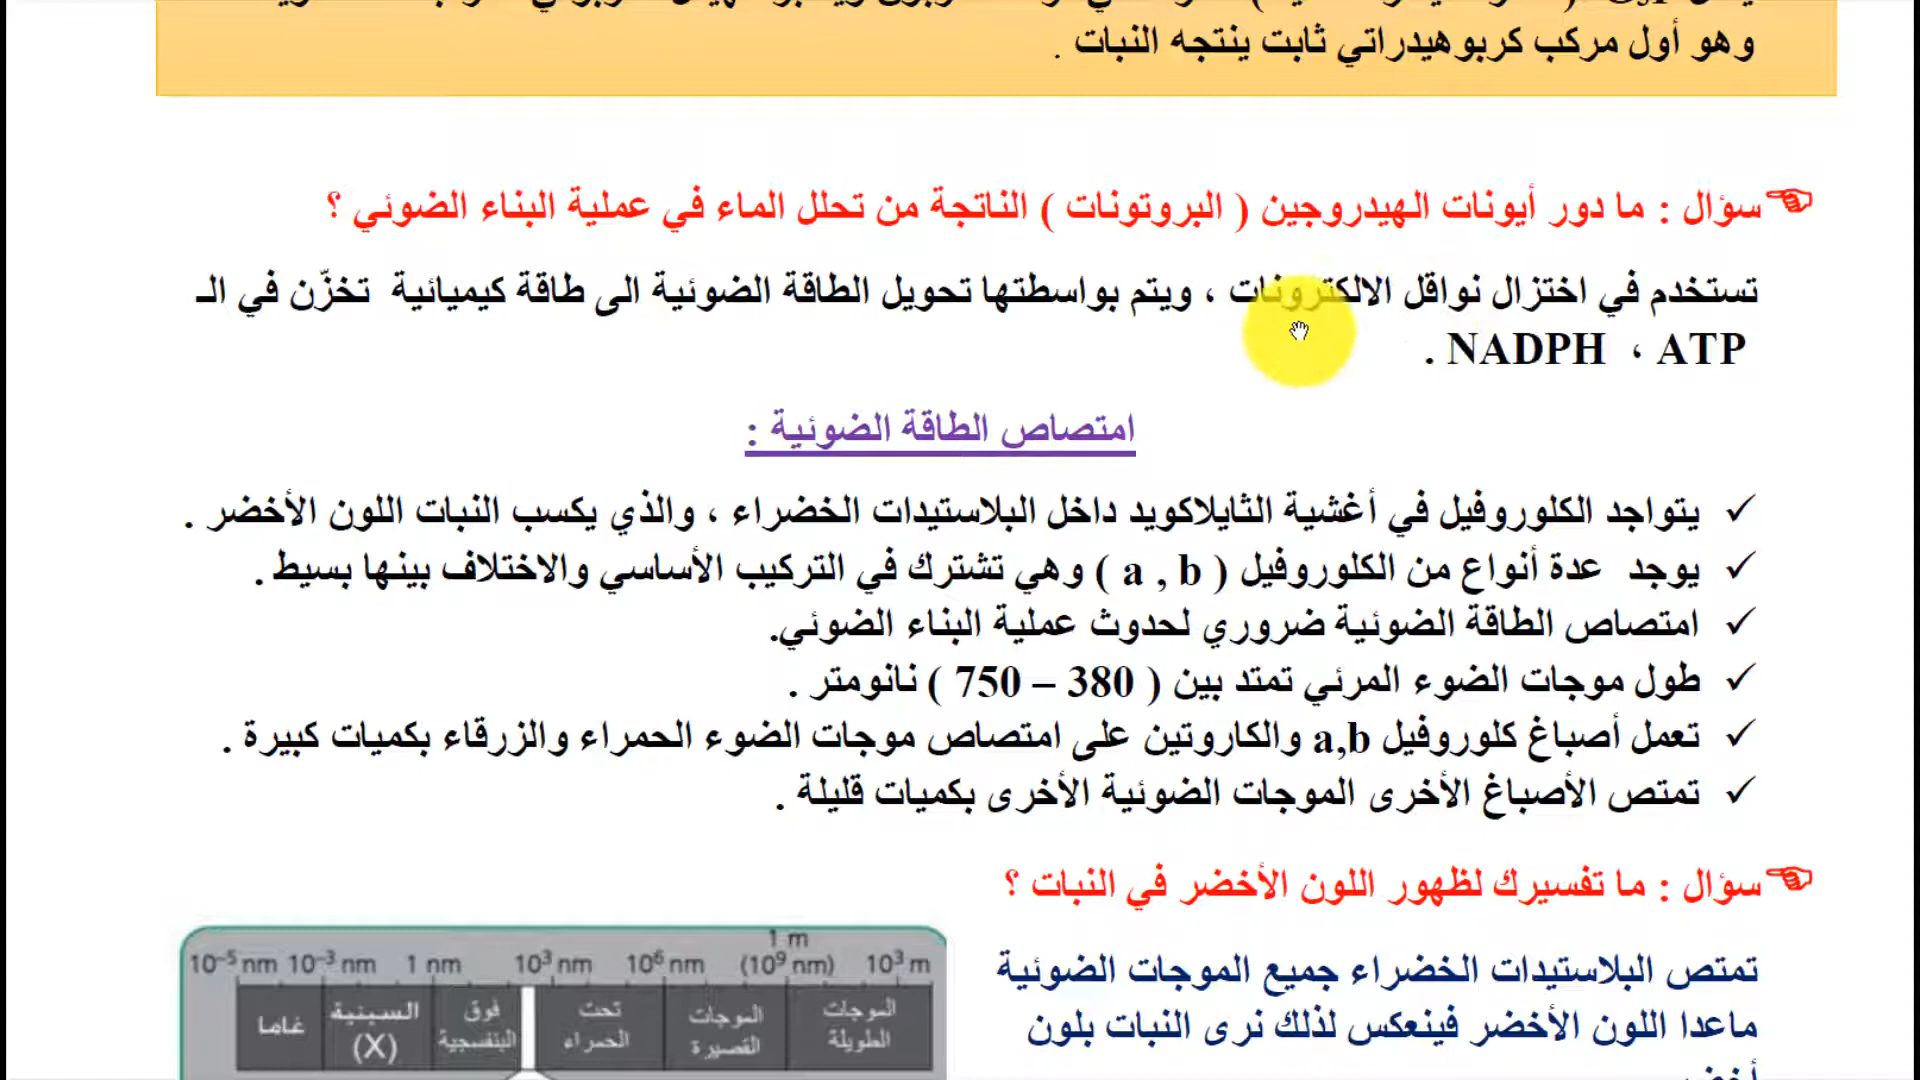 وهو أول مركب كربوهيدراتي ثابت ينتجه النبات .
سؤال : ما دور أيونات الهيدروجين ( البروتونات ) الناتجة من تحلل الماء في عملية البناء الضوئي ؟
تستخدم في اختزال نواقل الالكترونات ، ويتم بواسطتها تحويل الطاقة الضوئية الى طاقة كيميائية تخزّن في الـ
NADPH ، ATP .
امتصاص الطاقة الضوئية :
✓ يتواجد الكلوروفيل في أغشية الثايلاكويد داخل البلاستيدات الخضراء ، والذي يكسب النبات اللون الأخضر .
✓ يوجد عدة أنواع من الكلوروفيل ( a , b ) وهي تشترك في التركيب الأساسي والاختلاف بينها بسيط .
✓ امتصاص الطاقة الضوئية ضروري لحدوث عملية البناء الضوئي.
✓ طول موجات الضوء المرئي تمتد بين ( 380 – 750 ) نانومتر .
✓ تعمل أصباغ كلوروفيل a,b والكاروتين على امتصاص موجات الضوء الحمراء والزرقاء بكميات كبيرة .
✓ تمتص الأصباغ الأخرى الموجات الضوئية الأخرى بكميات قليلة .
سؤال : ما تفسيرك لظهور اللون الأخضر في النبات ؟
تمتص البلاستيدات الخضراء جميع الموجات الضوئية
ماعدا اللون الأخضر فينعكس لذلك نرى النبات بلون
1 m
10⁻⁵ nm 10⁻³ nm 1 nm 10³ nm 10⁶ nm (10⁹ nm) 10³ m
غاما
السينية
(X)
فوق
البنفسجية
تحت
الحمراء
الموجات
القصيرة
الموجات
الطويلة